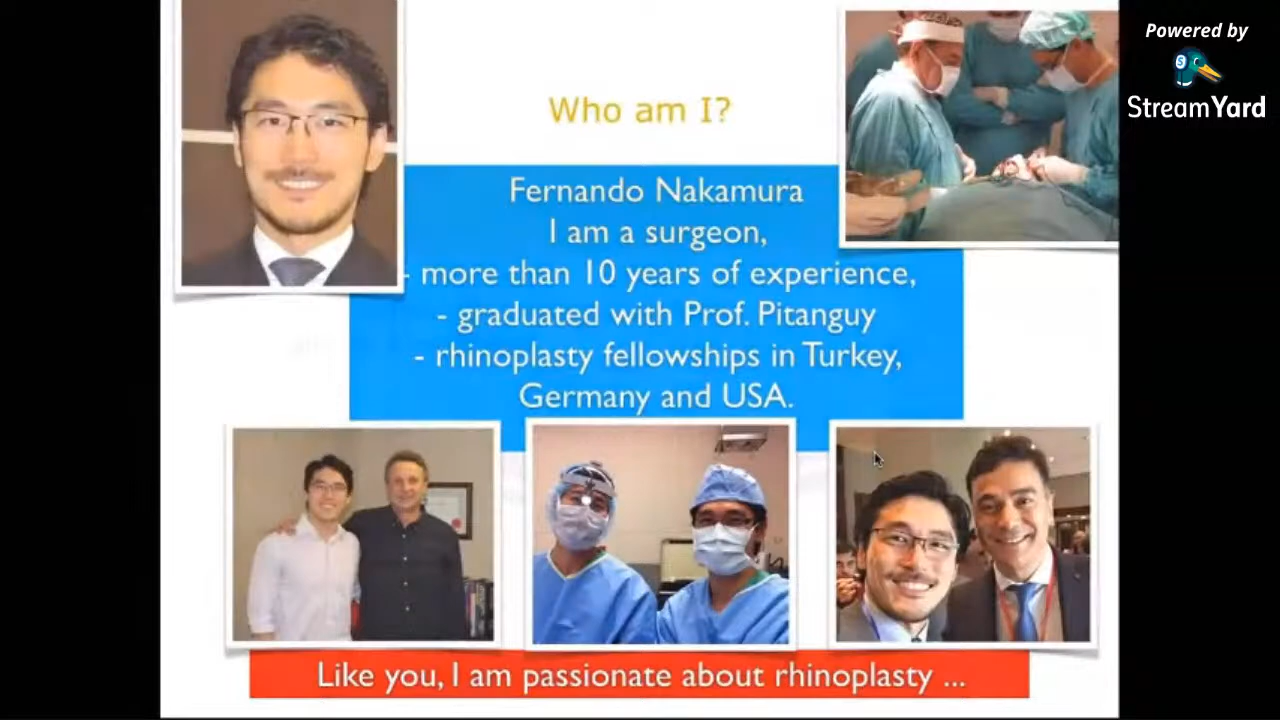 Who am I?
Fernando Nakamura
I am a surgeon,
- more than 10 years of experience,
- graduated with Prof. Pitanguy
- rhinoplasty fellowships in Turkey,
Germany and USA.
Like you, I am passionate about rhinoplasty ...
Powered by
StreamYard